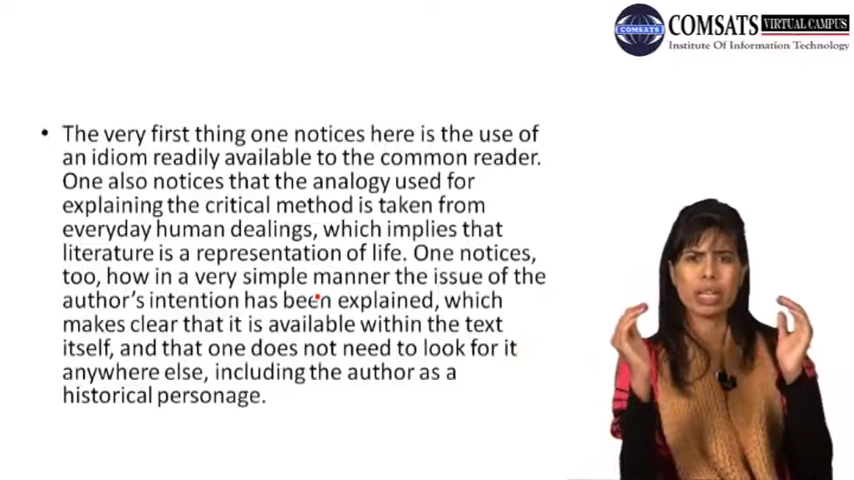 COMSATS VIRTUAL CAMPUS
COMSATS Institute Of Information Technology
• The very first thing one notices here is the use of
an idiom readily available to the common reader.
One also notices that the analogy used for
explaining the critical method is taken from
everyday human dealings, which implies that
literature is a representation of life. One notices,
too, how in a very simple manner the issue of the
author's intention has been explained, which
makes clear that it is available within the text
itself, and that one does not need to look for it
anywhere else, including the author as a
historical personage.